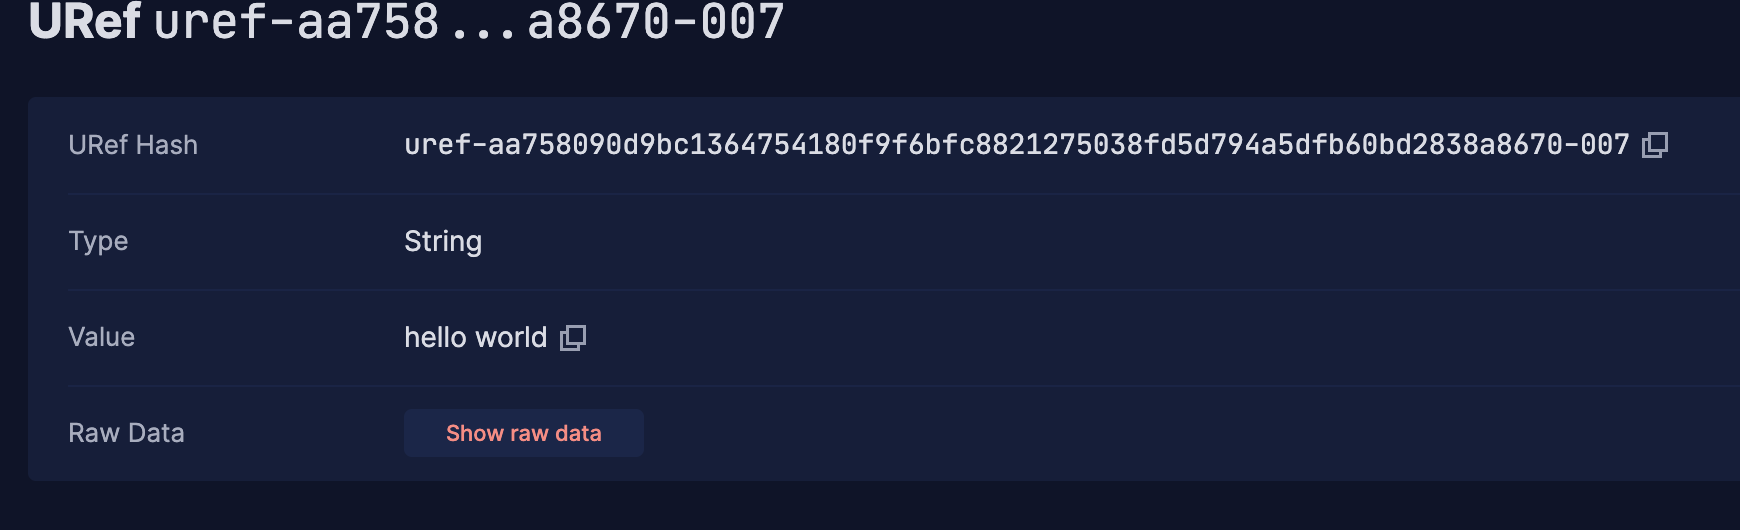 URef uref-aa758...a8670-007
URef Hash uref-aa758090d9bc1364754180f9f6bfc8821275038fd5d794a5dfb60bd2838a8670-007
Type String
Value hello world
Raw Data Show raw data